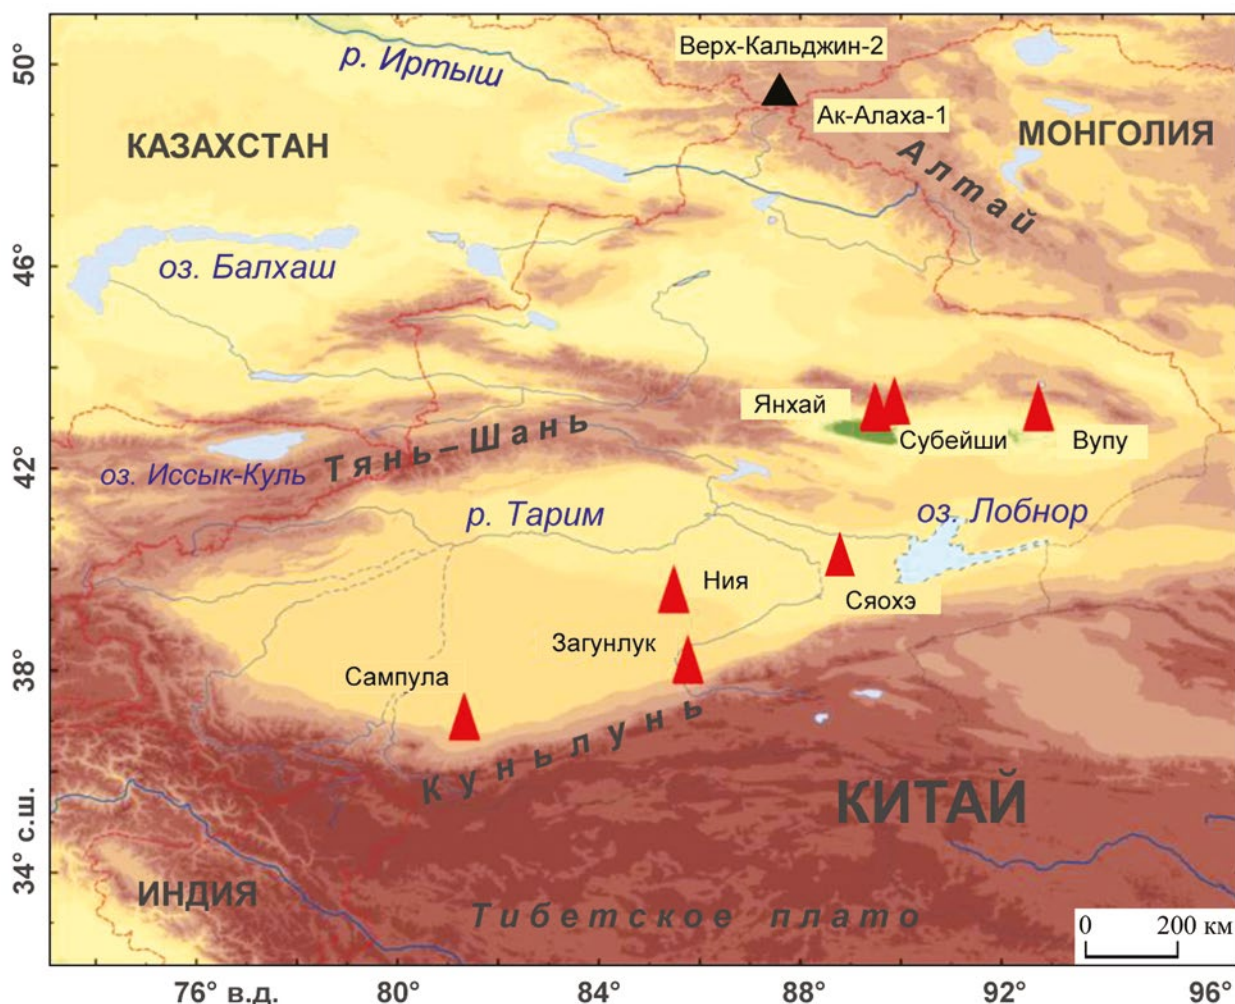 50°
46°
42°
38°
34° с.ш.
р. Иртыш
Верх-Кальджин-2
Ак-Алаха-1
КАЗАХСТАН
МОНГОЛИЯ
Алтай
оз. Балхаш
Янхай
Субейши
Вупу
Тянь–Шань
оз. Иссык-Куль
р. Тарим
оз. Лобнор
Ния
Сяохэ
Загунлук
Сампула
Куньлунь
КИТАЙ
ИНДИЯ
Тибетское плато
0 200 км
76° в.д. 80° 84° 88° 92° 96°